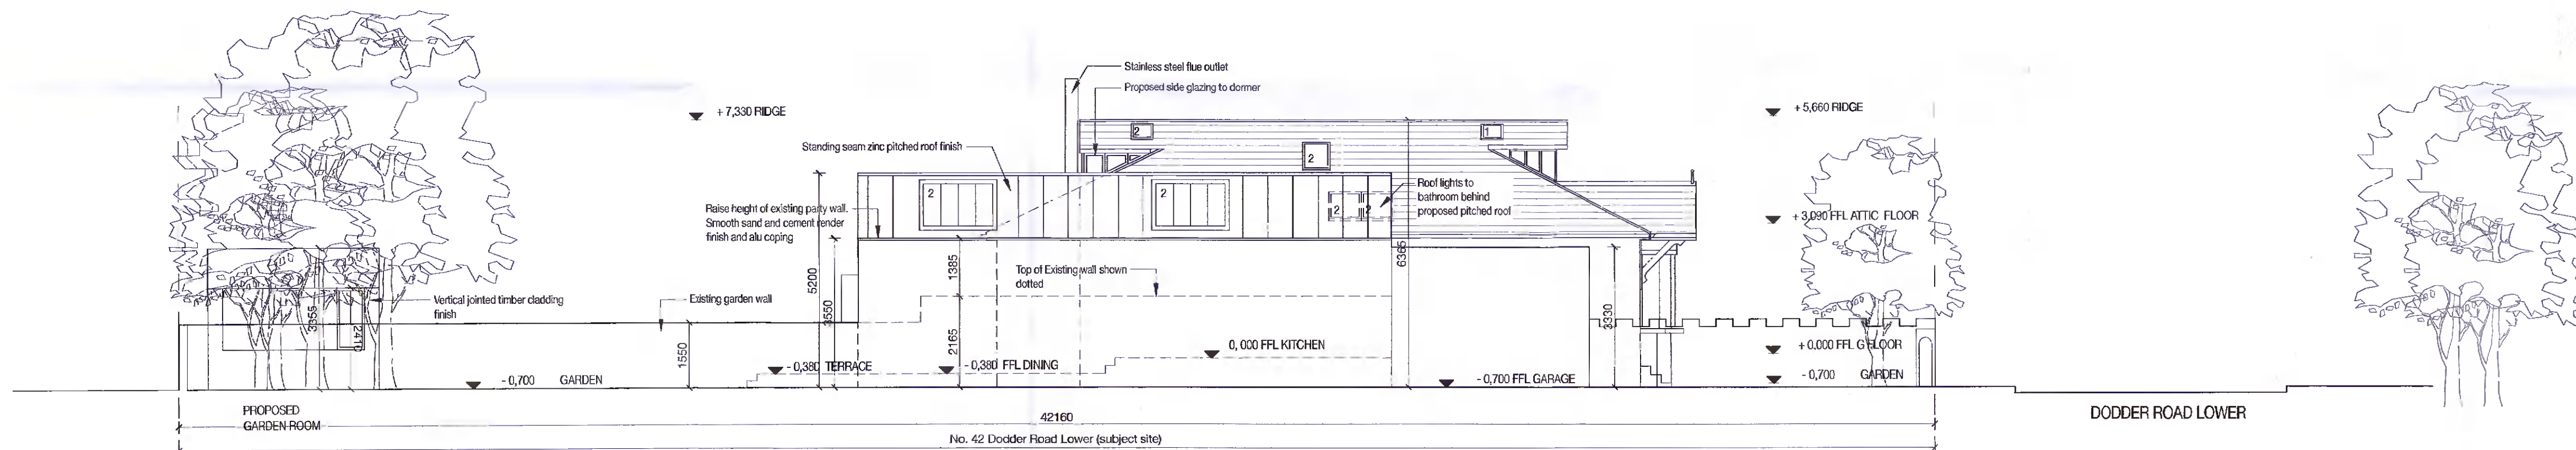 Stainless steel flue outlet
Proposed side glazing to dormer
+ 7,330 RIDGE
+ 5,660 RIDGE
2
1
Standing seam zinc pitched roof finish
2
2
2
Roof lights to
bathroom behind
proposed pitched roof
2
2
Raise height of existing party wall.
Smooth sand and cement render
finish and alu coping
+ 3,090 FFL ATTIC FLOOR
6365
1385
5200
3550
Top of Existing wall shown
dotted
Vertical jointed timber cladding
finish
Existing garden wall
3355
2410
3330
1550
2165
0,000 FFL KITCHEN
+ 0.000 FFL G FLOOR
- 0,380 TERRACE
- 0,380 FFL DINING
- 0,700 GARDEN
- 0,700 FFL GARAGE
- 0,700 GARDEN
PROPOSED
GARDEN ROOM
42160
DODDER ROAD LOWER
No. 42 Dodder Road Lower (subject site)